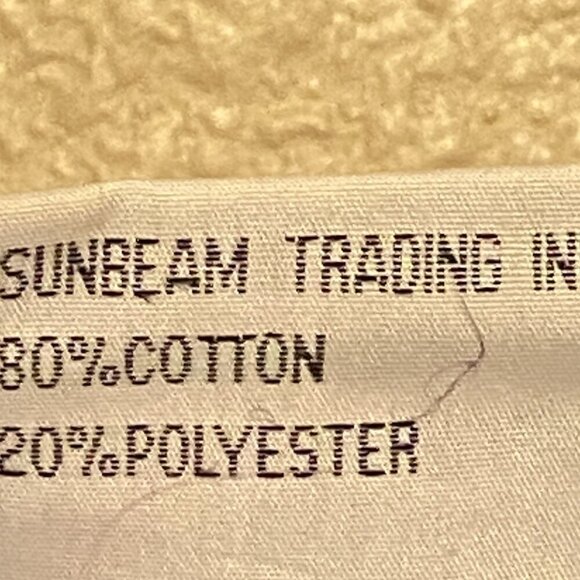 SUNBEAM TRADING IN
80%COTTON
20%POLYESTER